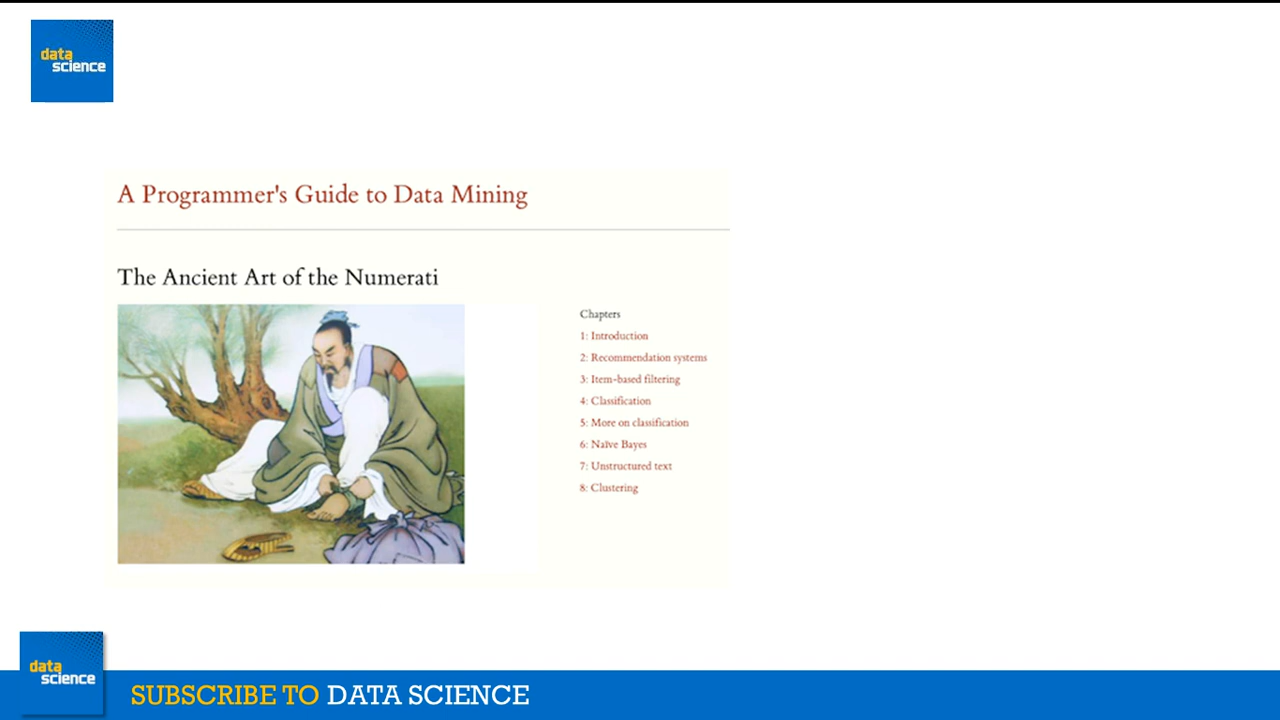 data
science
A Programmer's Guide to Data Mining
The Ancient Art of the Numerati
Chapters
1: Introduction
2: Recommendation systems
3: Item-based filtering
4: Classification
5: More on classification
6: Naïve Bayes
7: Unstructured text
8: Clustering
data
science
SUBSCRIBE TO DATA SCIENCE